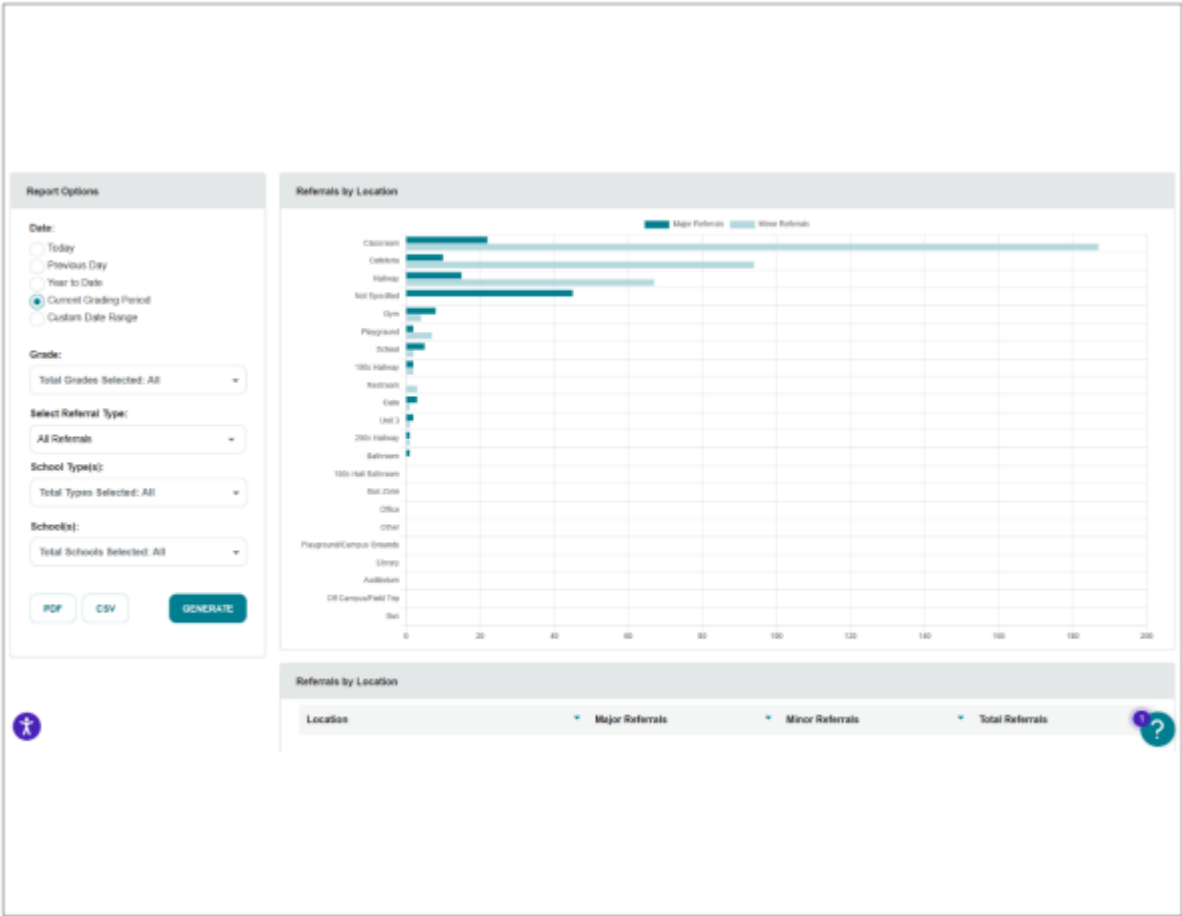 Report Options
Date:
Today
Previous Day
Year to Date
Current Grading Period
Custom Date Range
Grade:
Total Grades Selected: All
Select Referral Type:
All Referrals
School Type(s):
Total Types Selected: All
School(s):
Total Schools Selected: All
PDF CSV GENERATE
Referrals by Location
Major Referrals Minor Referrals
Classroom
Cafeteria
Hallway
Not Specified
Gym
Playground
School
100s Hallway
Restroom
Unit 3
200s Hallway
Bathroom
100s Hall Bathroom
Bus Zone
Office
Other
Playground/Campus Grounds
Library
Auditorium
Off Campus/Field Trip
Bus
0 20 40 60 80 100 120 140 160 180 200
Referrals by Location
Location Major Referrals Minor Referrals Total Referrals
1
?